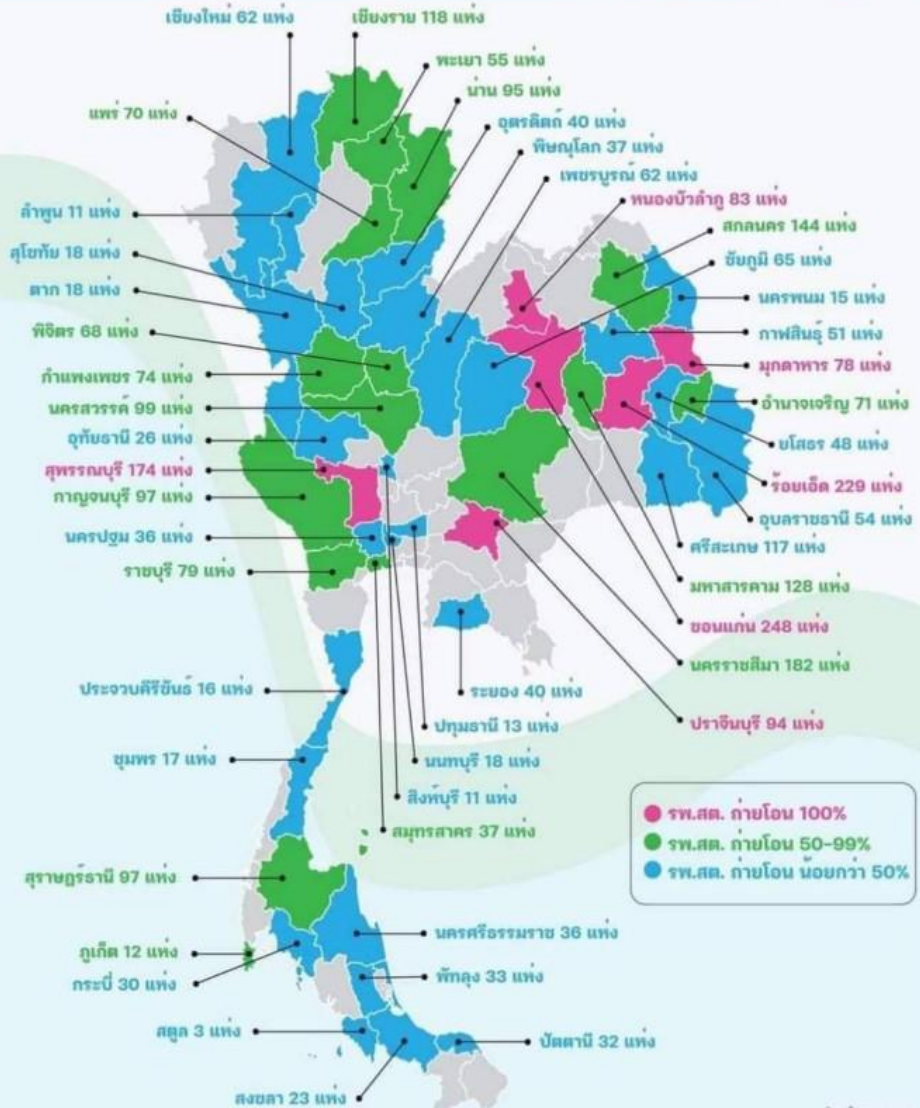 เชียงใหม่ 62 แห่ง
เชียงราย 118 แห่ง
พะเยา 55 แห่ง
น่าน 95 แห่ง
แพร่ 70 แห่ง
อุตรดิตถ์ 40 แห่ง
พิษณุโลก 37 แห่ง
เพชรบูรณ์ 62 แห่ง
หนองบัวลำภู 83 แห่ง
ลำพูน 11 แห่ง
สกลนคร 144 แห่ง
สุโขทัย 18 แห่ง
ชัยภูมิ 65 แห่ง
ตาก 18 แห่ง
นครพนม 15 แห่ง
พิจิตร 68 แห่ง
กาฬสินธุ์ 51 แห่ง
มุกดาหาร 78 แห่ง
กำแพงเพชร 74 แห่ง
อำนาจเจริญ 71 แห่ง
นครสวรรค์ 99 แห่ง
อุทัยธานี 26 แห่ง
ยโสธร 48 แห่ง
สุพรรณบุรี 174 แห่ง
ร้อยเอ็ด 229 แห่ง
กาญจนบุรี 97 แห่ง
อุบลราชธานี 54 แห่ง
นครปฐม 36 แห่ง
ศรีสะเกษ 117 แห่ง
ราชบุรี 79 แห่ง
มหาสารคาม 128 แห่ง
ขอนแก่น 248 แห่ง
นครราชสีมา 182 แห่ง
ประจวบคีรีขันธ์ 16 แห่ง
ระยอง 40 แห่ง
ปราจีนบุรี 94 แห่ง
ปทุมธานี 13 แห่ง
ชุมพร 17 แห่ง
นนทบุรี 18 แห่ง
สิงห์บุรี 11 แห่ง
สมุทรสาคร 37 แห่ง
รพ.สต. ถ่ายโอน 100%
รพ.สต. ถ่ายโอน 50-99%
รพ.สต. ถ่ายโอน น้อยกว่า 50%
สุราษฎร์ธานี 97 แห่ง
นครศรีธรรมราช 36 แห่ง
ภูเก็ต 12 แห่ง
พัทลุง 33 แห่ง
กระบี่ 30 แห่ง
สตูล 3 แห่ง
ปัตตานี 32 แห่ง
สงขลา 23 แห่ง